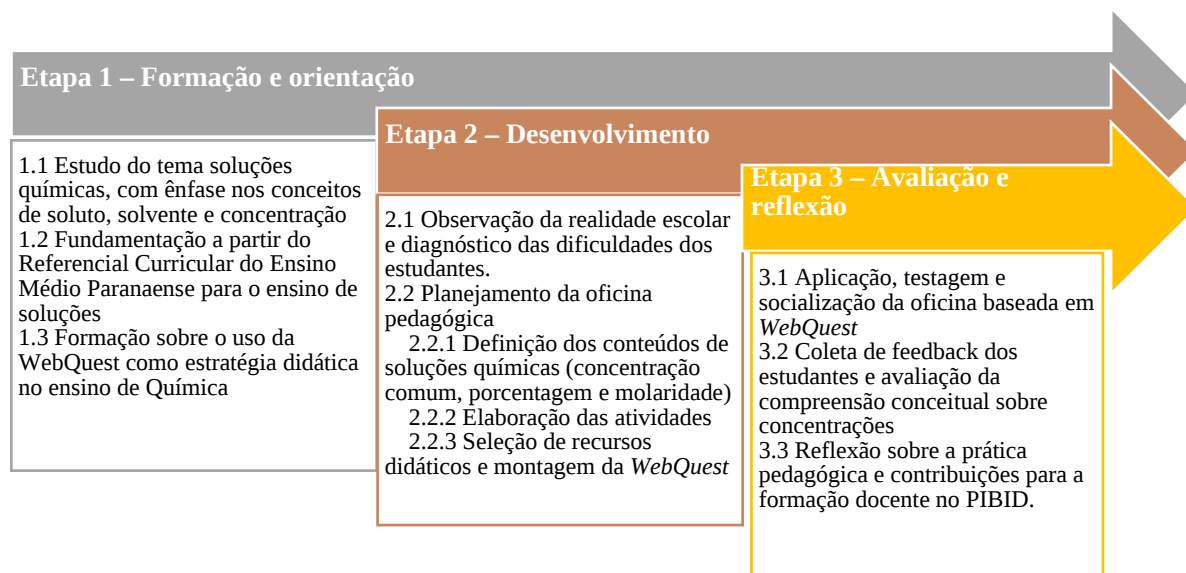 Etapa 1 – Formação e orientação
1.1 Estudo do tema soluções
químicas, com ênfase nos conceitos
de soluto, solvente e concentração
1.2 Fundamentação a partir do
Referencial Curricular do Ensino
Médio Paranaense para o ensino de
soluções
1.3 Formação sobre o uso da
WebQuest como estratégia didática
no ensino de Química
Etapa 2 – Desenvolvimento
2.1 Observação da realidade escolar
e diagnóstico das dificuldades dos
estudantes.
2.2 Planejamento da oficina
pedagógica
2.2.1 Definição dos conteúdos de
soluções químicas (concentração
comum, porcentagem e molaridade)
2.2.2 Elaboração das atividades
2.2.3 Seleção de recursos
didáticos e montagem da WebQuest
Etapa 3 – Avaliação e
reflexão
3.1 Aplicação, testagem e
socialização da oficina baseada em
WebQuest
3.2 Coleta de feedback dos
estudantes e avaliação da
compreensão conceitual sobre
concentrações
3.3 Reflexão sobre a prática
pedagógica e contribuições para a
formação docente no PIBID.